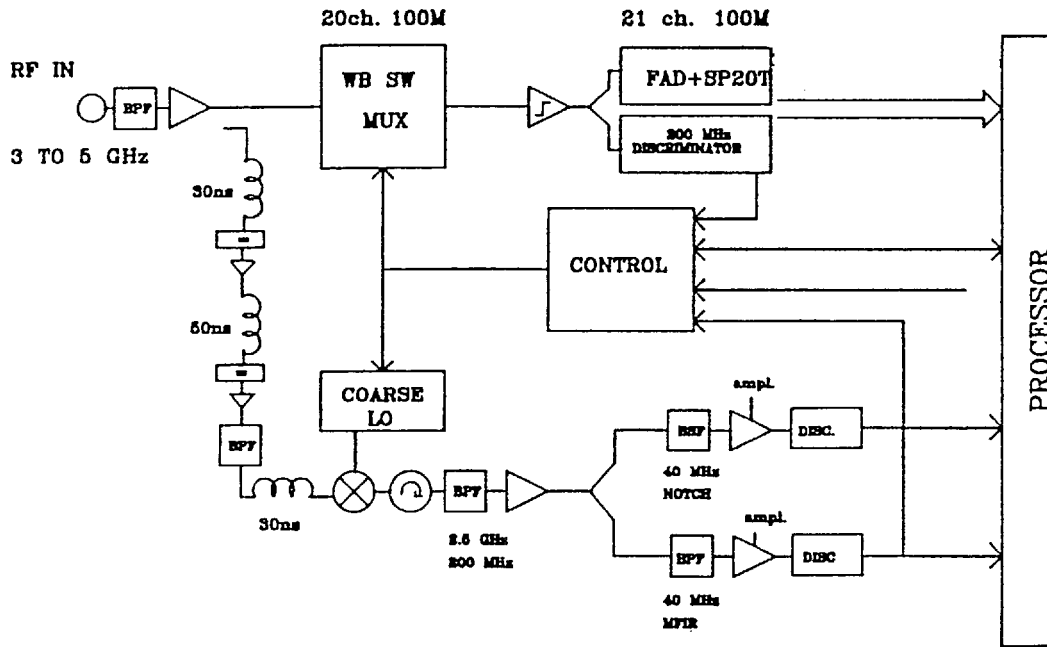 20ch. 100M
21 ch. 100M
RF IN
BPF
3 TO 5 GHz
WB SW
MUX
FAD+SP20T
200 MHz
DISCRIMINATOR
30ns
50ns
BPF
30ns
CONTROL
COARSE
LO
BPF
2.5 GHz
200 MHz
BSF
40 MHz
NOTCH
ampl.
DISC.
BPF
40 MHz
ampl.
DISC
PROCESSOR